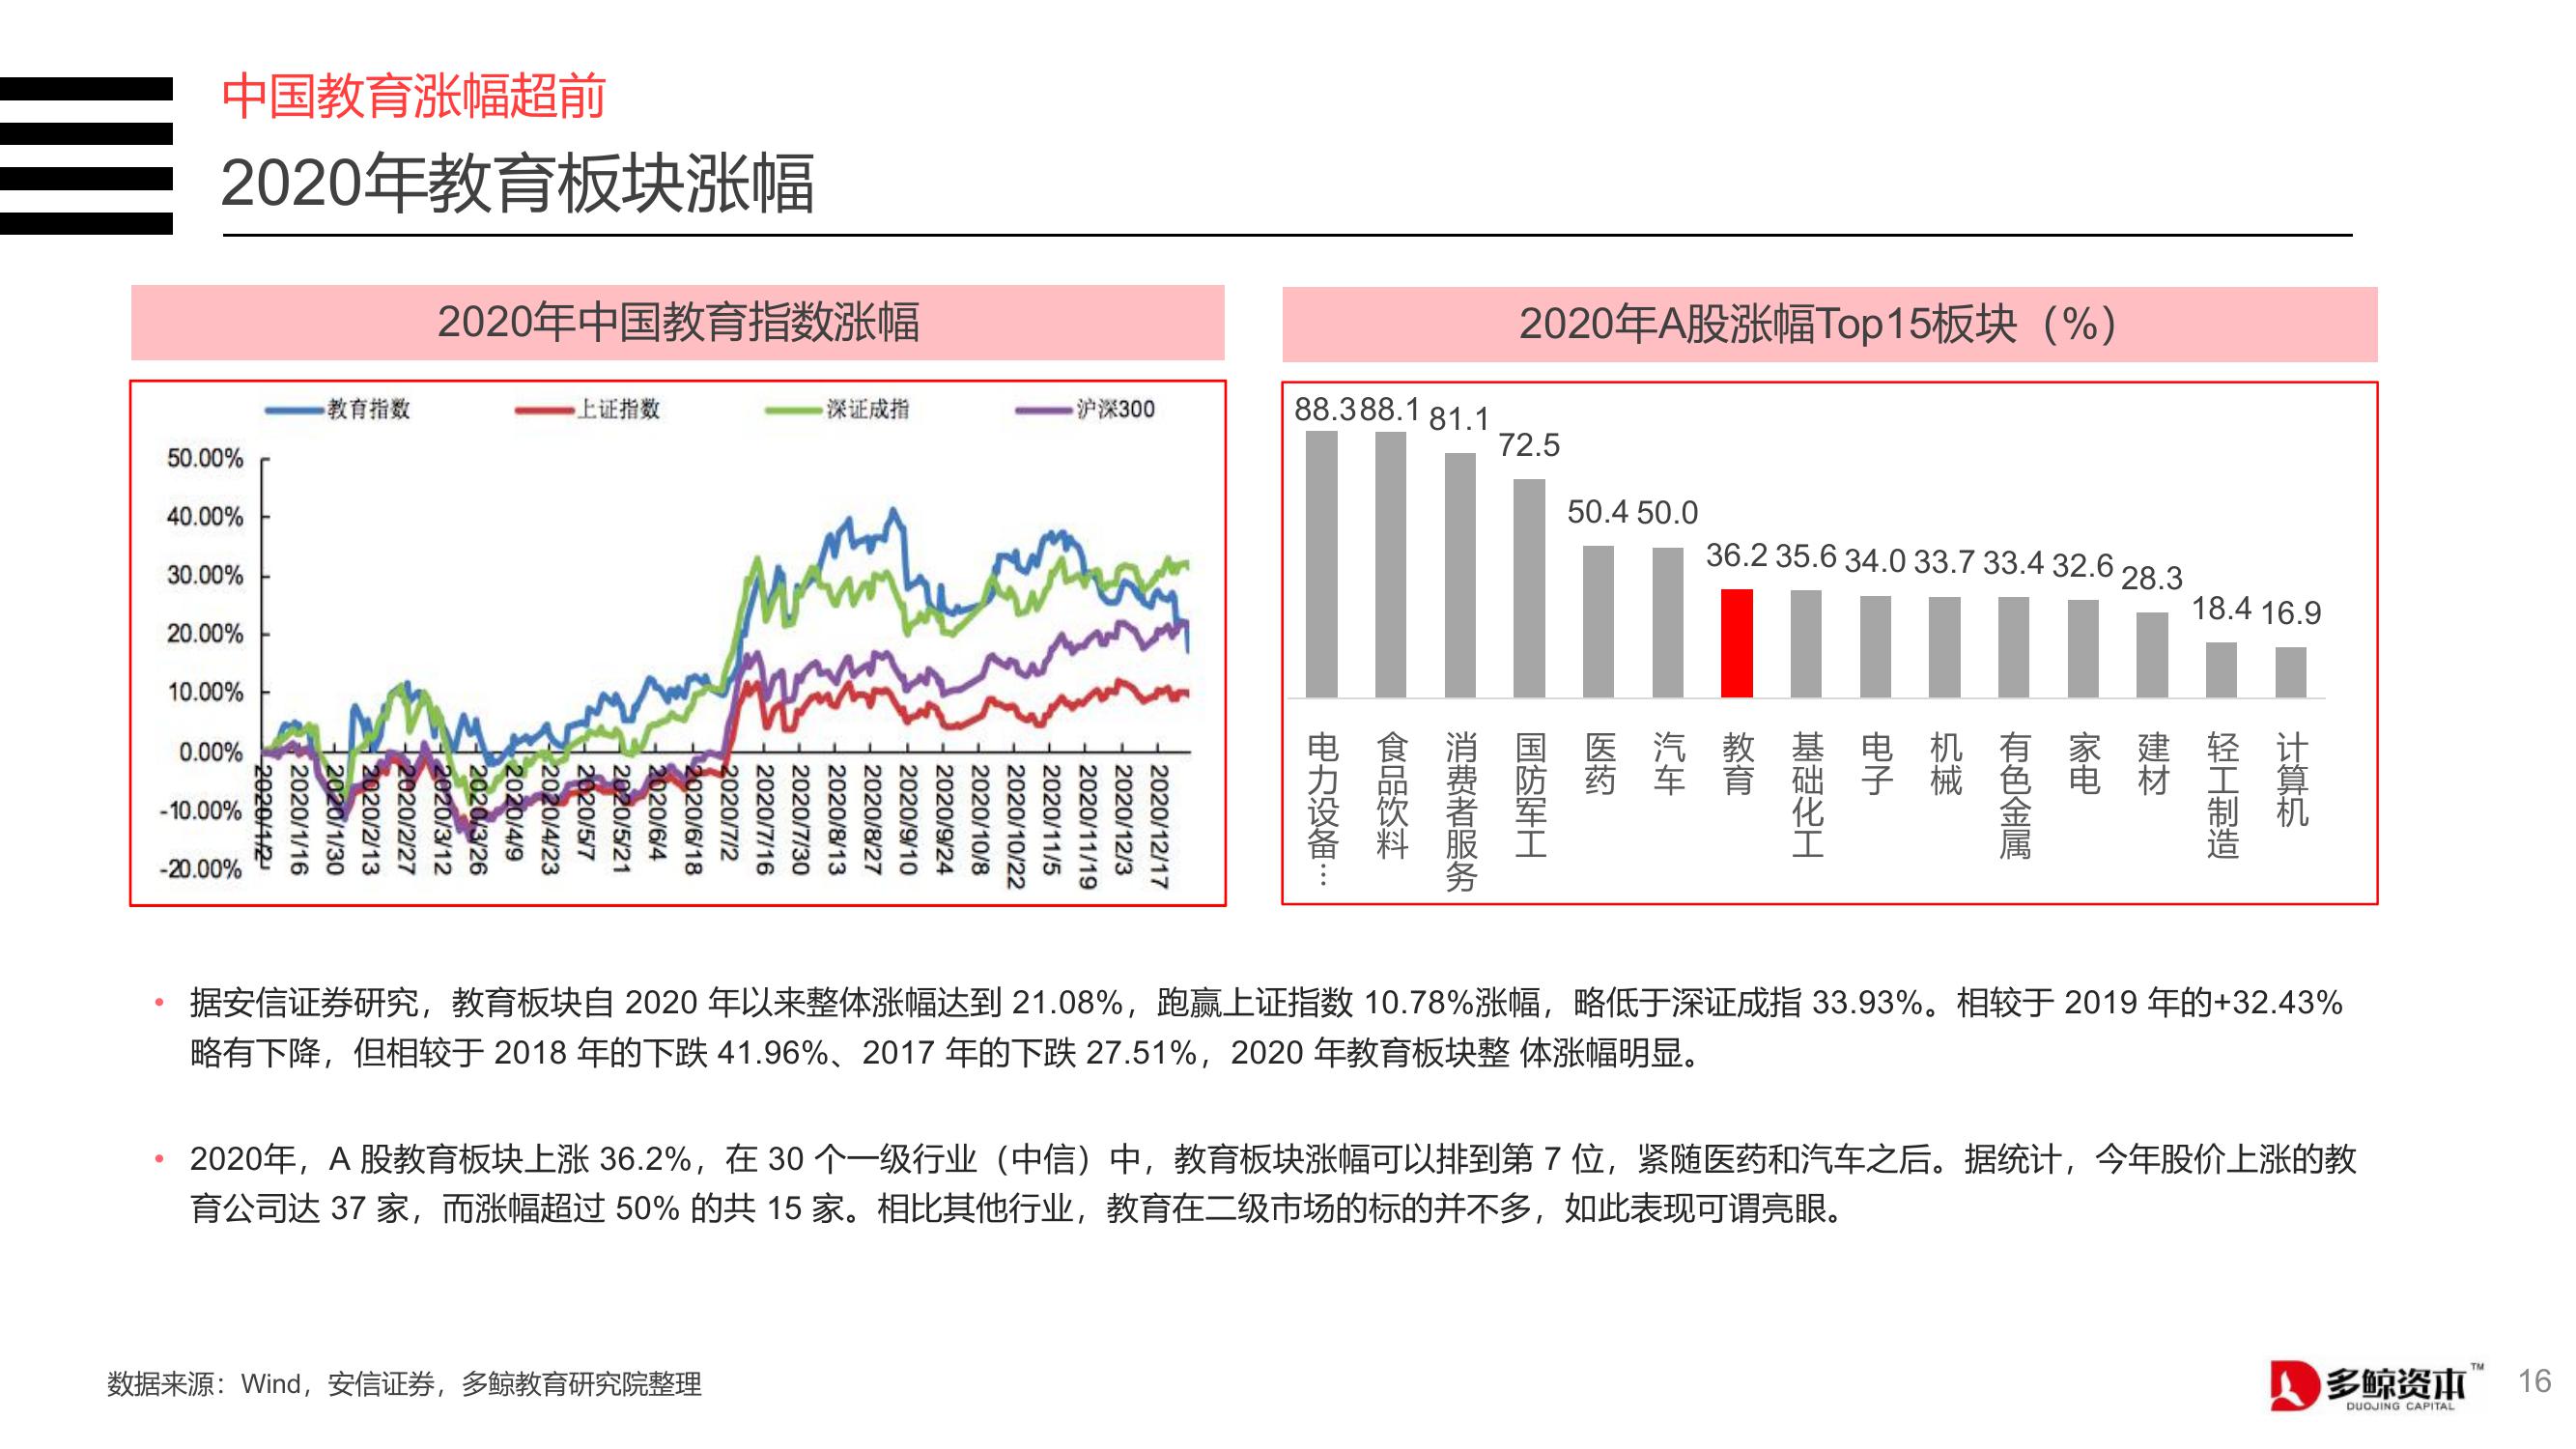 中国教育涨幅超前
2020年教育板块涨幅
2020年中国教育指数涨幅
教育指数 上证指数 深证成指 沪深300
50.00%
40.00%
30.00%
20.00%
10.00%
0.00%
-10.00%
-20.00%
2020/1/2
2020/1/16
2020/1/30
2020/2/13
2020/2/27
2020/3/12
2020/3/26
2020/4/9
2020/4/23
2020/5/7
2020/5/21
2020/6/4
2020/6/18
2020/7/2
2020/7/16
2020/7/30
2020/8/13
2020/8/27
2020/9/10
2020/9/24
2020/10/8
2020/10/22
2020/11/5
2020/11/19
2020/12/3
2020/12/17
2020年A股涨幅Top15板块（%）
88.3 88.1 81.1 72.5 50.4 50.0 36.2 35.6 34.0 33.7 33.4 32.6 28.3 18.4 16.9
电力设备…
食品饮料
消费者服务
国防军工
医药
汽车
教育
基础化工
电子
机械
有色金属
家电
建材
轻工制造
计算机
• 据安信证券研究，教育板块自 2020 年以来整体涨幅达到 21.08%，跑赢上证指数 10.78%涨幅，略低于深证成指 33.93%。相较于 2019 年的+32.43%
略有下降，但相较于 2018 年的下跌 41.96%、2017 年的下跌 27.51%，2020 年教育板块整 体涨幅明显。
• 2020年，A 股教育板块上涨 36.2%，在 30 个一级行业（中信）中，教育板块涨幅可以排到第 7 位，紧随医药和汽车之后。据统计，今年股价上涨的教
育公司达 37 家，而涨幅超过 50% 的共 15 家。相比其他行业，教育在二级市场的标的并不多，如此表现可谓亮眼。
数据来源：Wind，安信证券，多鲸教育研究院整理
多鲸资本™
DUOJING CAPITAL
16